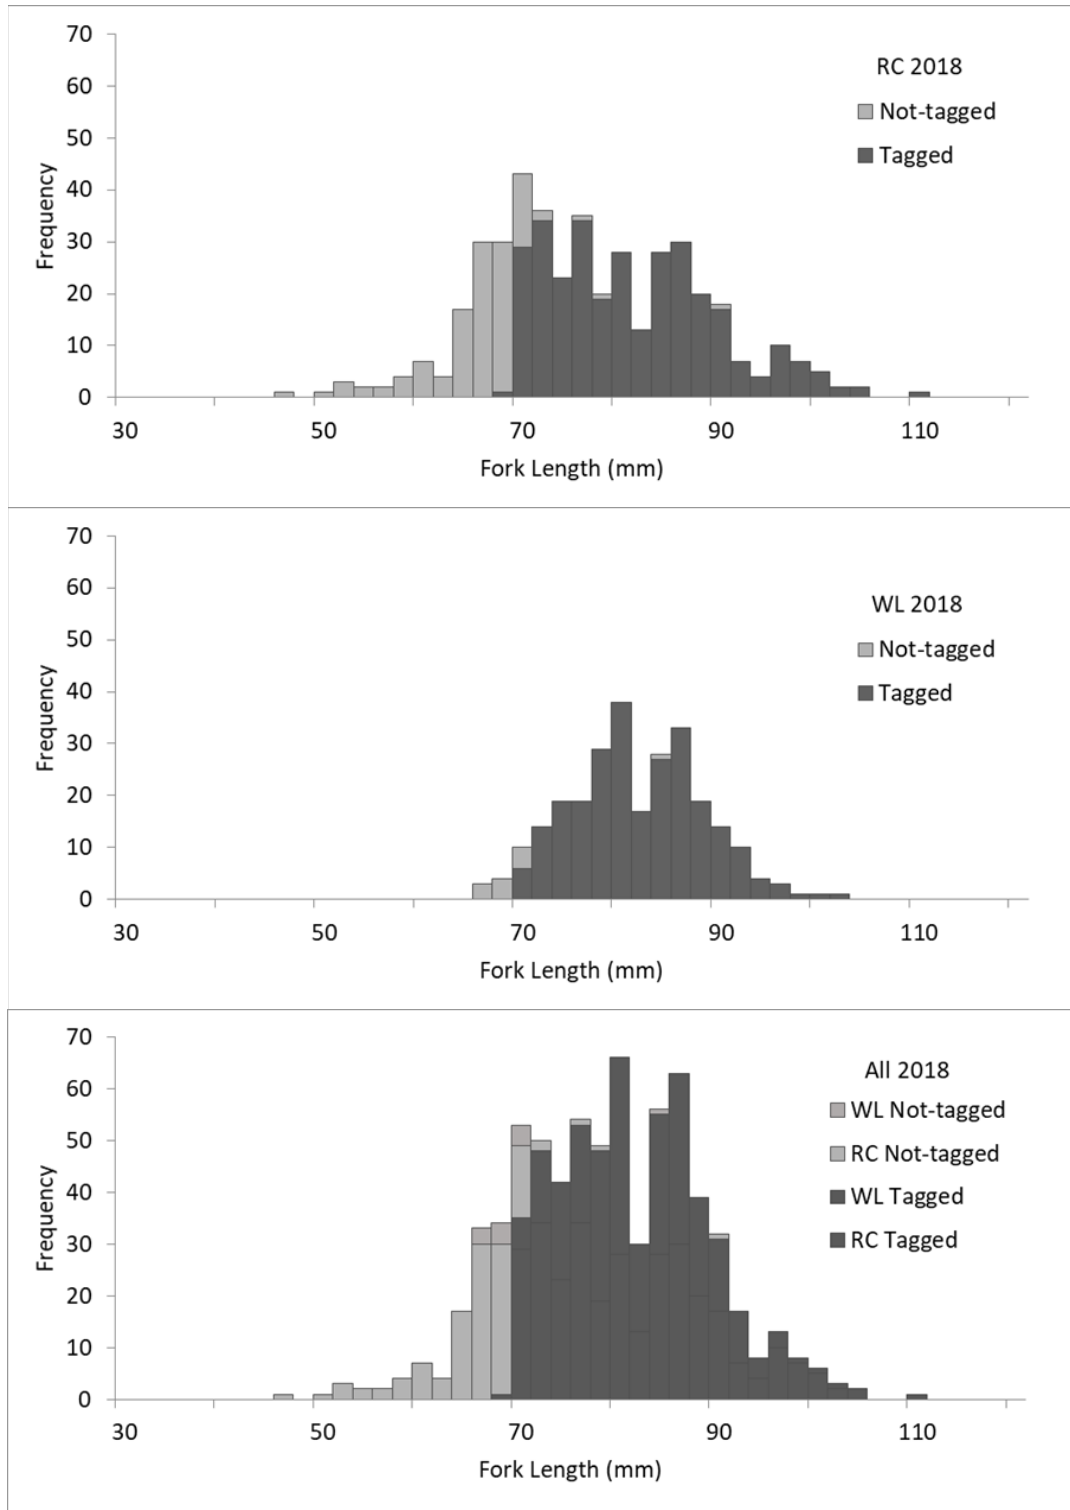 70
60
50
40
30
20
10
0
Frequency
RC 2018
Not-tagged
Tagged
30 50 70 90 110
Fork Length (mm)
70
60
50
40
30
20
10
0
Frequency
WL 2018
Not-tagged
Tagged
30 50 70 90 110
Fork Length (mm)
70
60
50
40
30
20
10
0
Frequency
All 2018
WL Not-tagged
RC Not-tagged
WL Tagged
RC Tagged
30 50 70 90 110
Fork Length (mm)